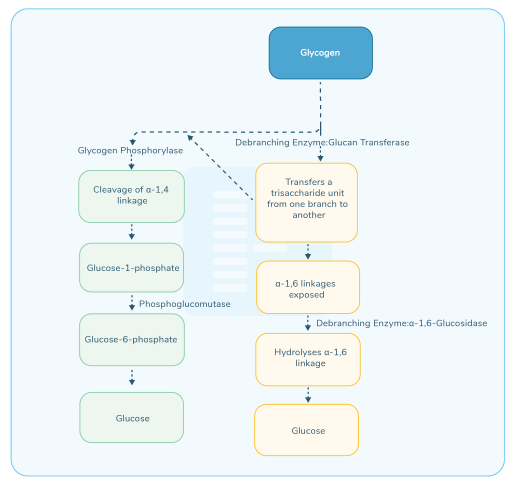 Glycogen
Debranching Enzyme:Glucan Transferase
Glycogen Phosphorylase
Cleavage of α-1,4
linkage
Transfers a
trisaccharide unit
from one branch to
another
Glucose-1-phosphate
α-1,6 linkages
exposed
Phosphoglucomutase
Debranching Enzyme:α-1,6-Glucosidase
Glucose-6-phosphate
Hydrolyses α-1,6
linkage
Glucose
Glucose